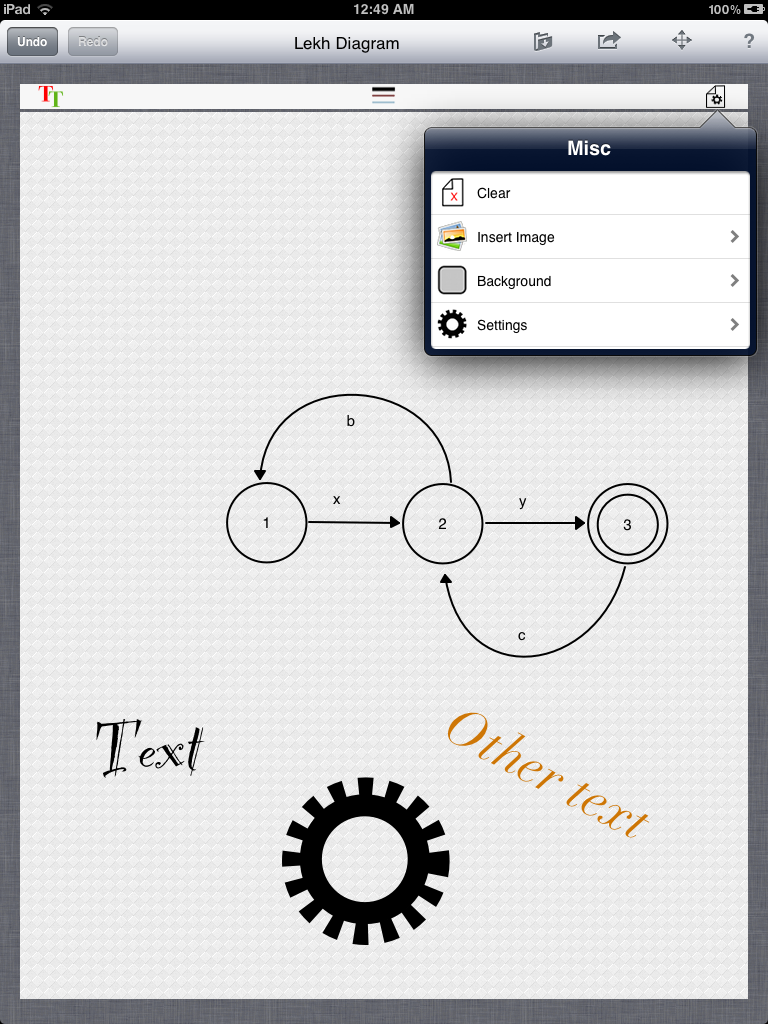 iPad 12:49 AM 100%
Undo Redo Lekh Diagram ?
TT
Misc
Clear
Insert Image
Background
Settings
b
x y
1 2 3
c
Text
Other text